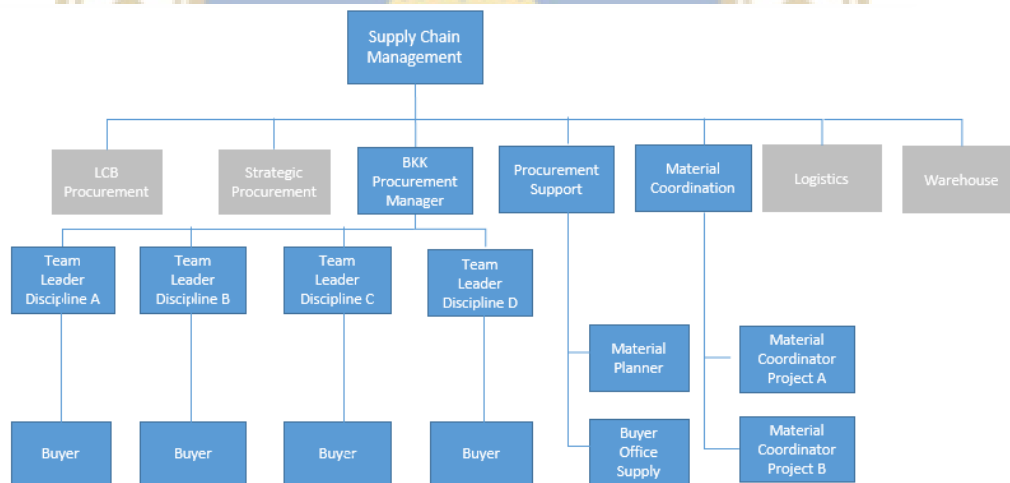 Supply Chain
Management
LCB
Procurement
Strategic
Procurement
BKK
Procurement
Manager
Procurement
Support
Material
Coordination
Logistics
Warehouse
Team
Leader
Discipline A
Team
Leader
Discipline B
Team
Leader
Discipline C
Team
Leader
Discipline D
Material
Planner
Material
Coordinator
Project A
Buyer
Buyer
Buyer
Buyer
Buyer
Office
Supply
Material
Coordinator
Project B